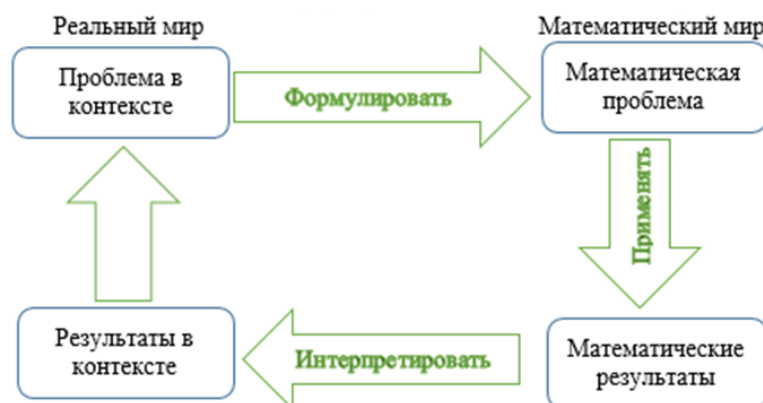 Реальный мир
Математический мир
Проблема в
контексте
Формулировать
Математическая
проблема
Применять
Результаты в
контексте
Интерпретировать
Математические
результаты